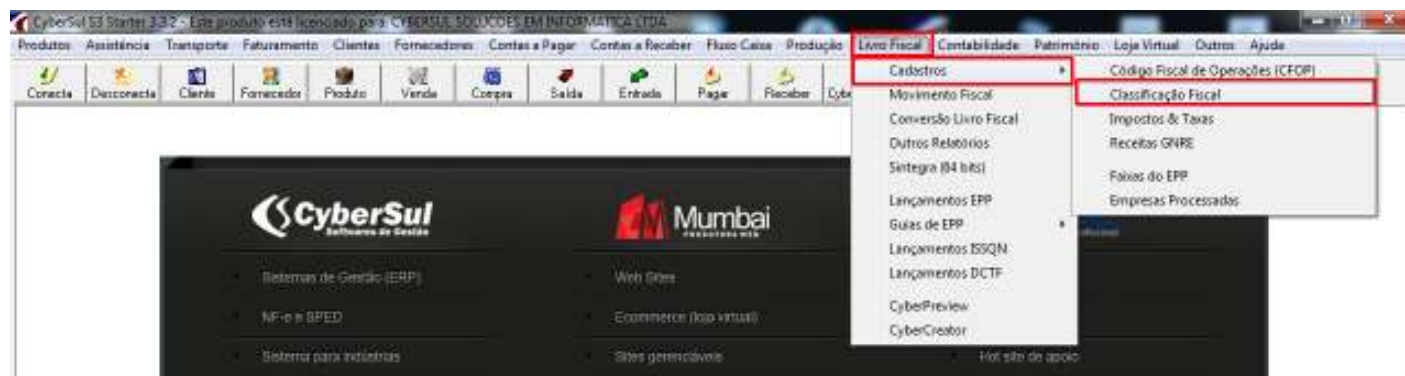 CyberSul S3 Starter 3.3.2 - Este produto está licenciado para CYBERSUL SOLUCOES EM INFORMATICA LTDA
Produtos Assistência Transporte Faturamento Clientes Fornecedores Contas a Pagar Contas a Receber Fluxo Caixa Produção Livro Fiscal Contabilidade Patrimônio Loja Virtual Outros Ajuda
Conecta Desconecta Cliente Fornecedor Produto Venda Compra Saída Entrada Pagar Receber
Cadastros
Movimento Fiscal
Conversão Livro Fiscal
Outros Relatórios
Sintegra (64 bits)
Lançamentos EPP
Guias de EPP
Lançamentos ISSQN
Lançamentos DCTF
CyberPreview
CyberCreator
Código Fiscal de Operações (CFOP)
Classificação Fiscal
Impostos & Taxas
Receitas GNRE
Faixas do EPP
Empresas Processadas
CyberSul
Softwares de Gestão
Mumbai
PRODUTORA WEB
Sistemas de Gestão (ERP)
Web Sites
NF-e e SPED
Ecommerce (loja virtual)
Sistema para indústrias
Sites gerenciáveis
Hot site de apoio